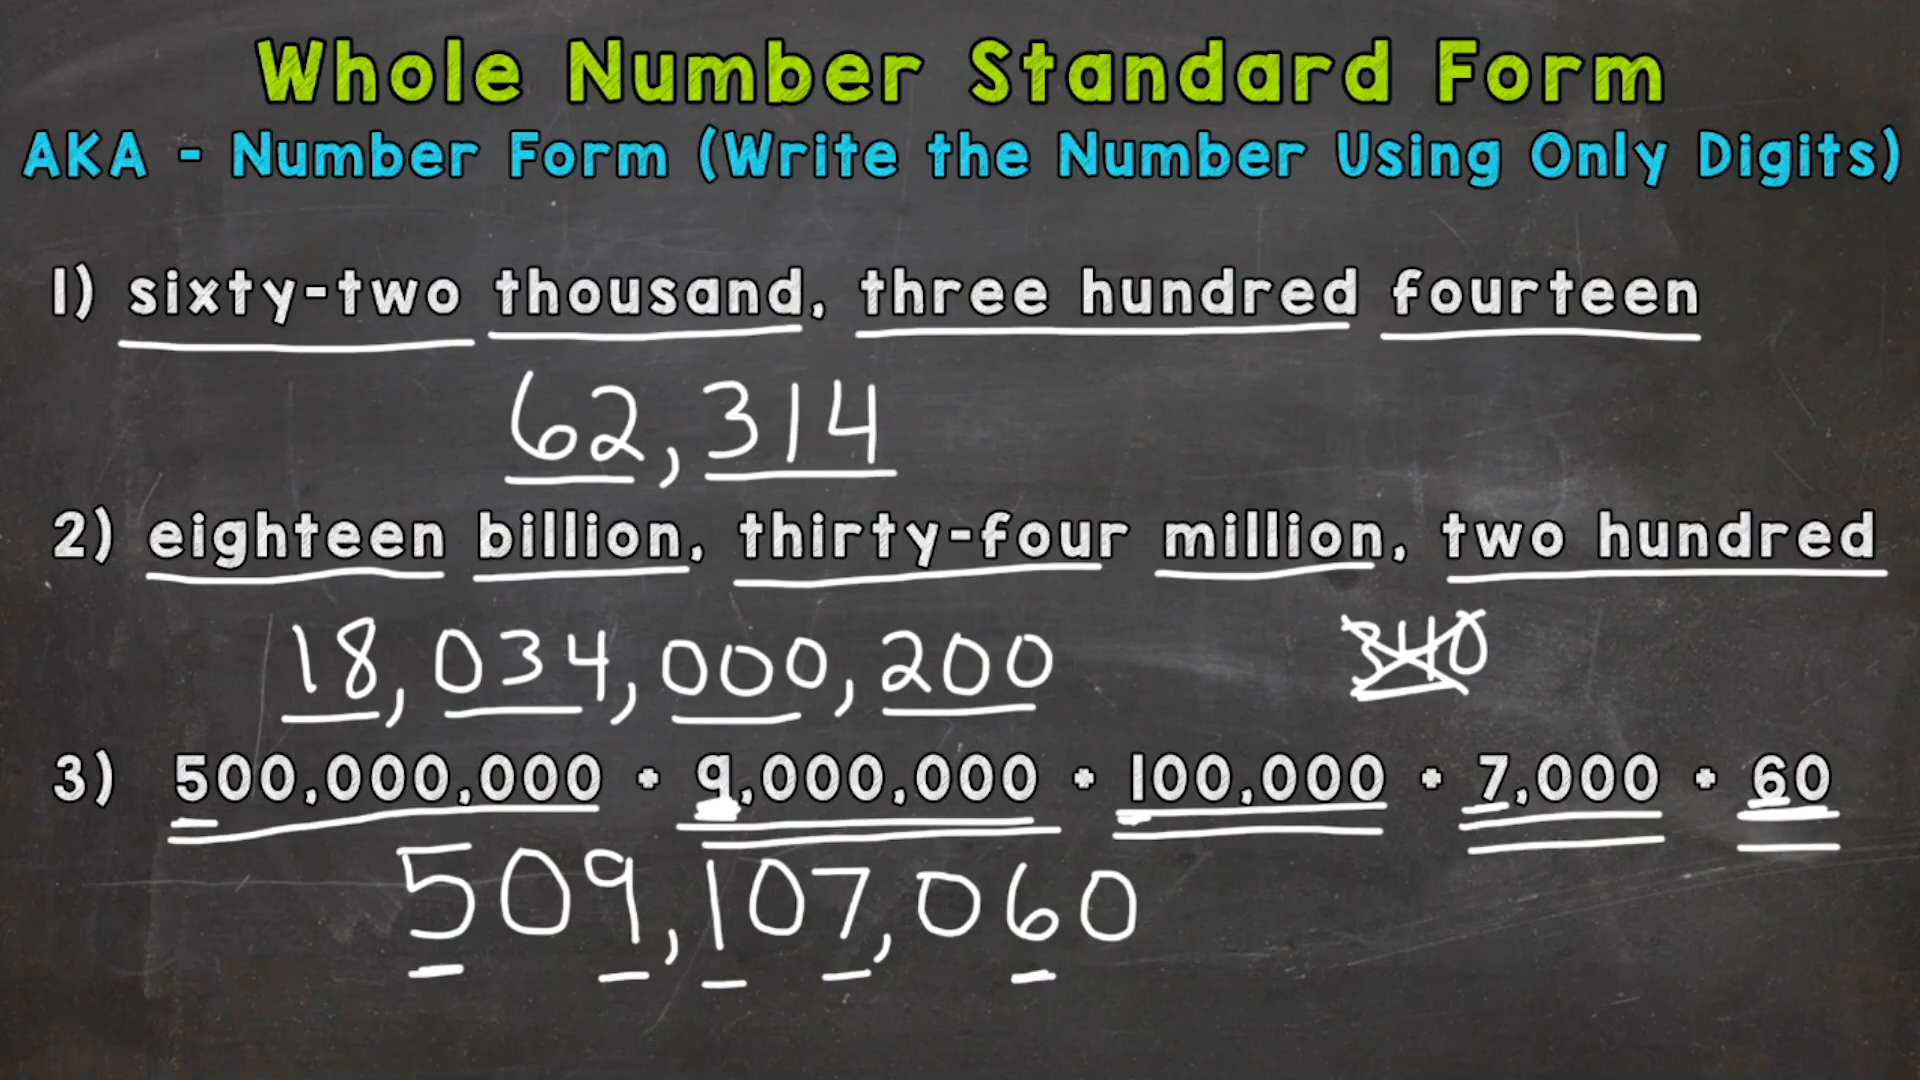 Whole Number Standard Form
AKA - Number Form (Write the Number Using Only Digits)
1) sixty-two thousand, three hundred fourteen
62,314
2) eighteen billion, thirty-four million, two hundred
18,034,000,200
340
3) 500,000,000 + 9,000,000 + 100,000 + 7,000 + 60
509,107,060